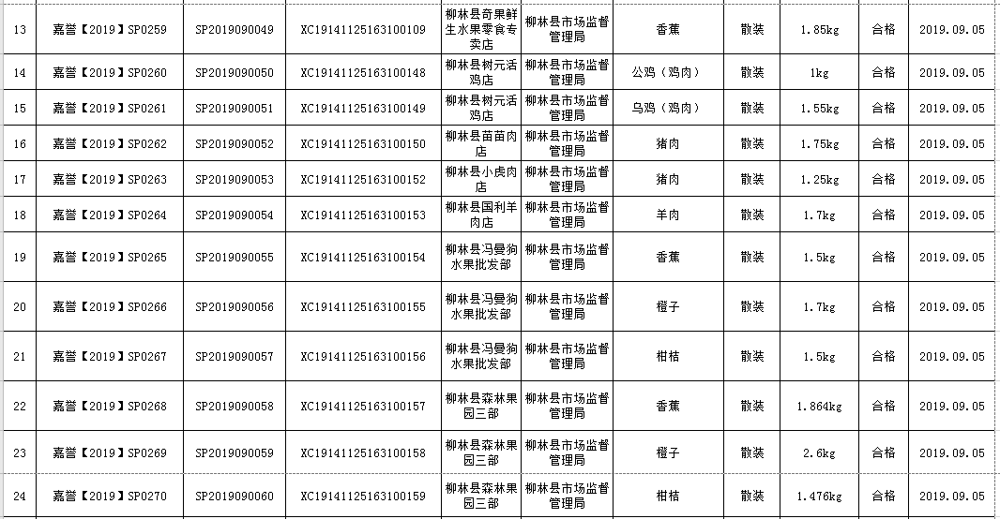 13 嘉誉【2019】SP0259 SP2019090049 XC19141125163100109 柳林县奇果鲜生水果零食专卖店 柳林县市场监督管理局 香蕉 散装 1.85kg 合格 2019.09.05
14 嘉誉【2019】SP0260 SP2019090050 XC19141125163100148 柳林县树元活鸡店 柳林县市场监督管理局 公鸡（鸡肉） 散装 1kg 合格 2019.09.05
15 嘉誉【2019】SP0261 SP2019090051 XC19141125163100149 柳林县树元活鸡店 柳林县市场监督管理局 乌鸡（鸡肉） 散装 1.55kg 合格 2019.09.05
16 嘉誉【2019】SP0262 SP2019090052 XC19141125163100150 柳林县苗苗肉店 柳林县市场监督管理局 猪肉 散装 1.75kg 合格 2019.09.05
17 嘉誉【2019】SP0263 SP2019090053 XC19141125163100152 柳林县小虎肉店 柳林县市场监督管理局 猪肉 散装 1.25kg 合格 2019.09.05
18 嘉誉【2019】SP0264 SP2019090054 XC19141125163100153 柳林县国利羊肉店 柳林县市场监督管理局 羊肉 散装 1.7kg 合格 2019.09.05
19 嘉誉【2019】SP0265 SP2019090055 XC19141125163100154 柳林县冯曼狗水果批发部 柳林县市场监督管理局 香蕉 散装 1.5kg 合格 2019.09.05
20 嘉誉【2019】SP0266 SP2019090056 XC19141125163100155 柳林县冯曼狗水果批发部 柳林县市场监督管理局 橙子 散装 1.7kg 合格 2019.09.05
21 嘉誉【2019】SP0267 SP2019090057 XC19141125163100156 柳林县冯曼狗水果批发部 柳林县市场监督管理局 柑桔 散装 1.5kg 合格 2019.09.05
22 嘉誉【2019】SP0268 SP2019090058 XC19141125163100157 柳林县森林果园三部 柳林县市场监督管理局 香蕉 散装 1.864kg 合格 2019.09.05
23 嘉誉【2019】SP0269 SP2019090059 XC19141125163100158 柳林县森林果园三部 柳林县市场监督管理局 橙子 散装 2.6kg 合格 2019.09.05
24 嘉誉【2019】SP0270 SP2019090060 XC19141125163100159 柳林县森林果园三部 柳林县市场监督管理局 柑桔 散装 1.476kg 合格 2019.09.05